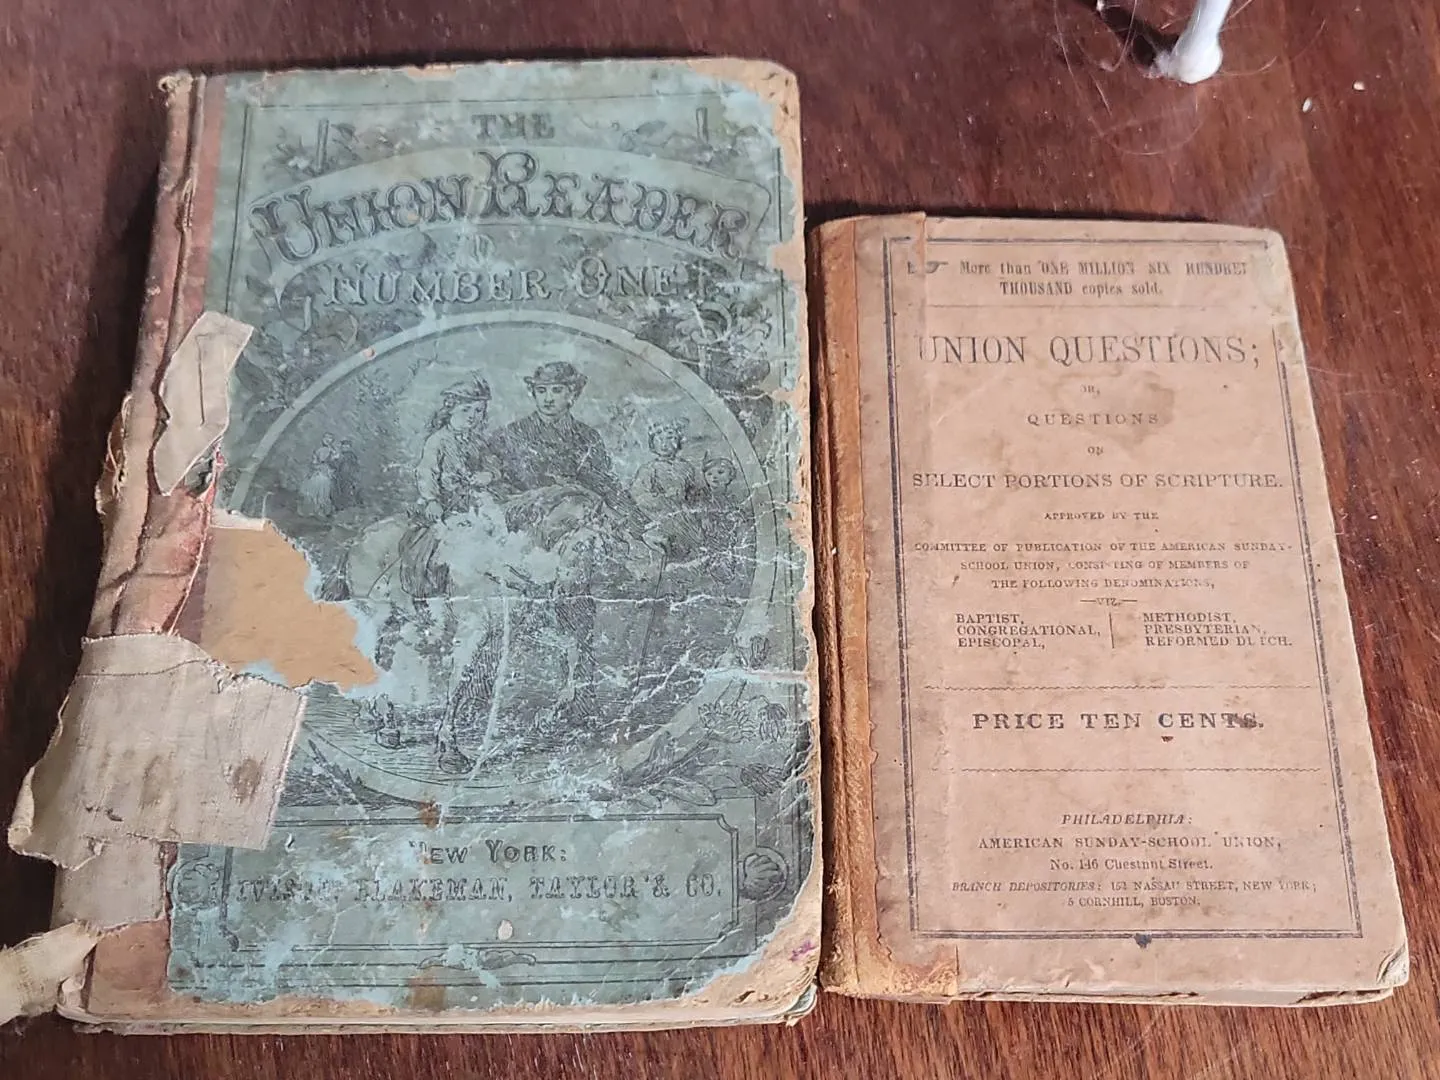 THE
UNION READER
NUMBER ONE
NEW YORK:
IVISON, BLAKEMAN, TAYLOR & CO.
More than ONE MILLION SIX HUNDRED
THOUSAND copies sold.
UNION QUESTIONS;
OR,
QUESTIONS
ON
SELECT PORTIONS OF SCRIPTURE.
APPROVED BY THE
COMMITTEE OF PUBLICATION OF THE AMERICAN SUNDAY-
SCHOOL UNION, CONSISTING OF MEMBERS OF
THE FOLLOWING DENOMINATIONS,
—VIZ.—
BAPTIST,
CONGREGATIONAL,
EPISCOPAL,
METHODIST,
PRESBYTERIAN,
REFORMED DUTCH.
PRICE TEN CENTS.
PHILADELPHIA:
AMERICAN SUNDAY-SCHOOL UNION,
No. 146 Chestnut Street.
BRANCH DEPOSITORIES: 152 NASSAU STREET, NEW YORK;
5 CORNHILL, BOSTON.